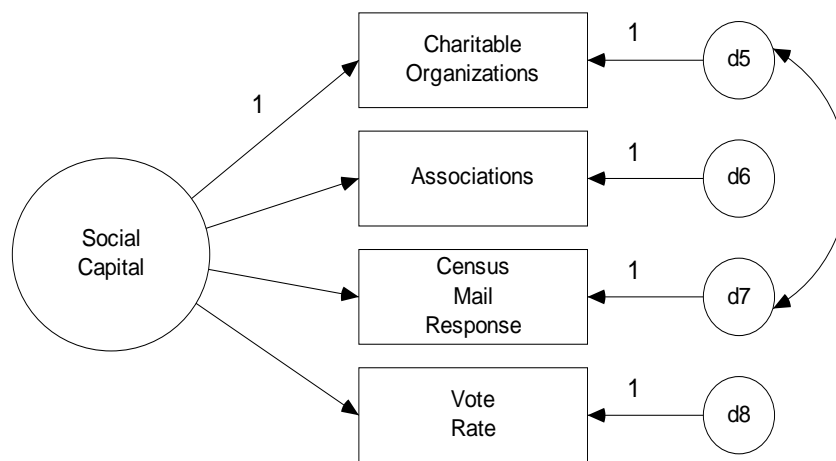 1
Charitable
Organizations
1
d5
Associations
1
d6
Social
Capital
Census
Mail
Response
1
d7
Vote
Rate
1
d8